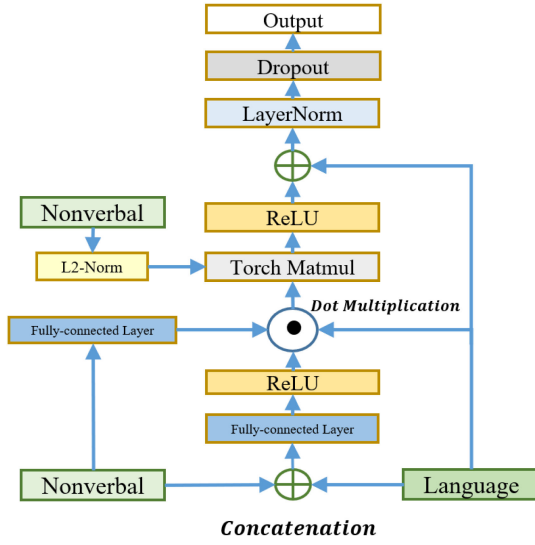 Output
Dropout
LayerNorm
Nonverbal
ReLU
L2-Norm
Torch Matmul
Dot Multiplication
Fully-connected Layer
ReLU
Fully-connected Layer
Nonverbal
Language
Concatenation